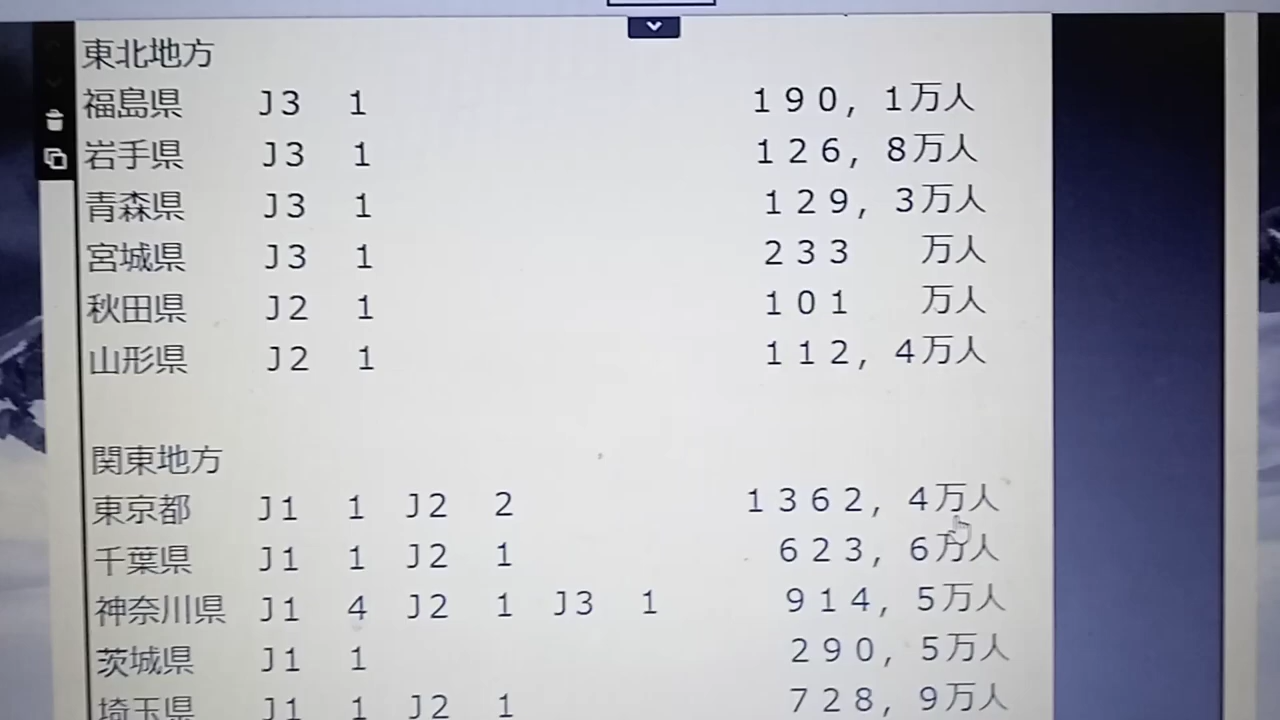 東北地方
福島県 J3 1 190,1万人
岩手県 J3 1 126,8万人
青森県 J3 1 129,3万人
宮城県 J3 1 233 万人
秋田県 J2 1 101 万人
山形県 J2 1 112,4万人
関東地方
東京都 J1 1 J2 2 1362,4万人
千葉県 J1 1 J2 1 623,6万人
神奈川県 J1 4 J2 1 J3 1 914,5万人
茨城県 J1 1 290,5万人
埼玉県 J1 1 J2 1 728,9万人